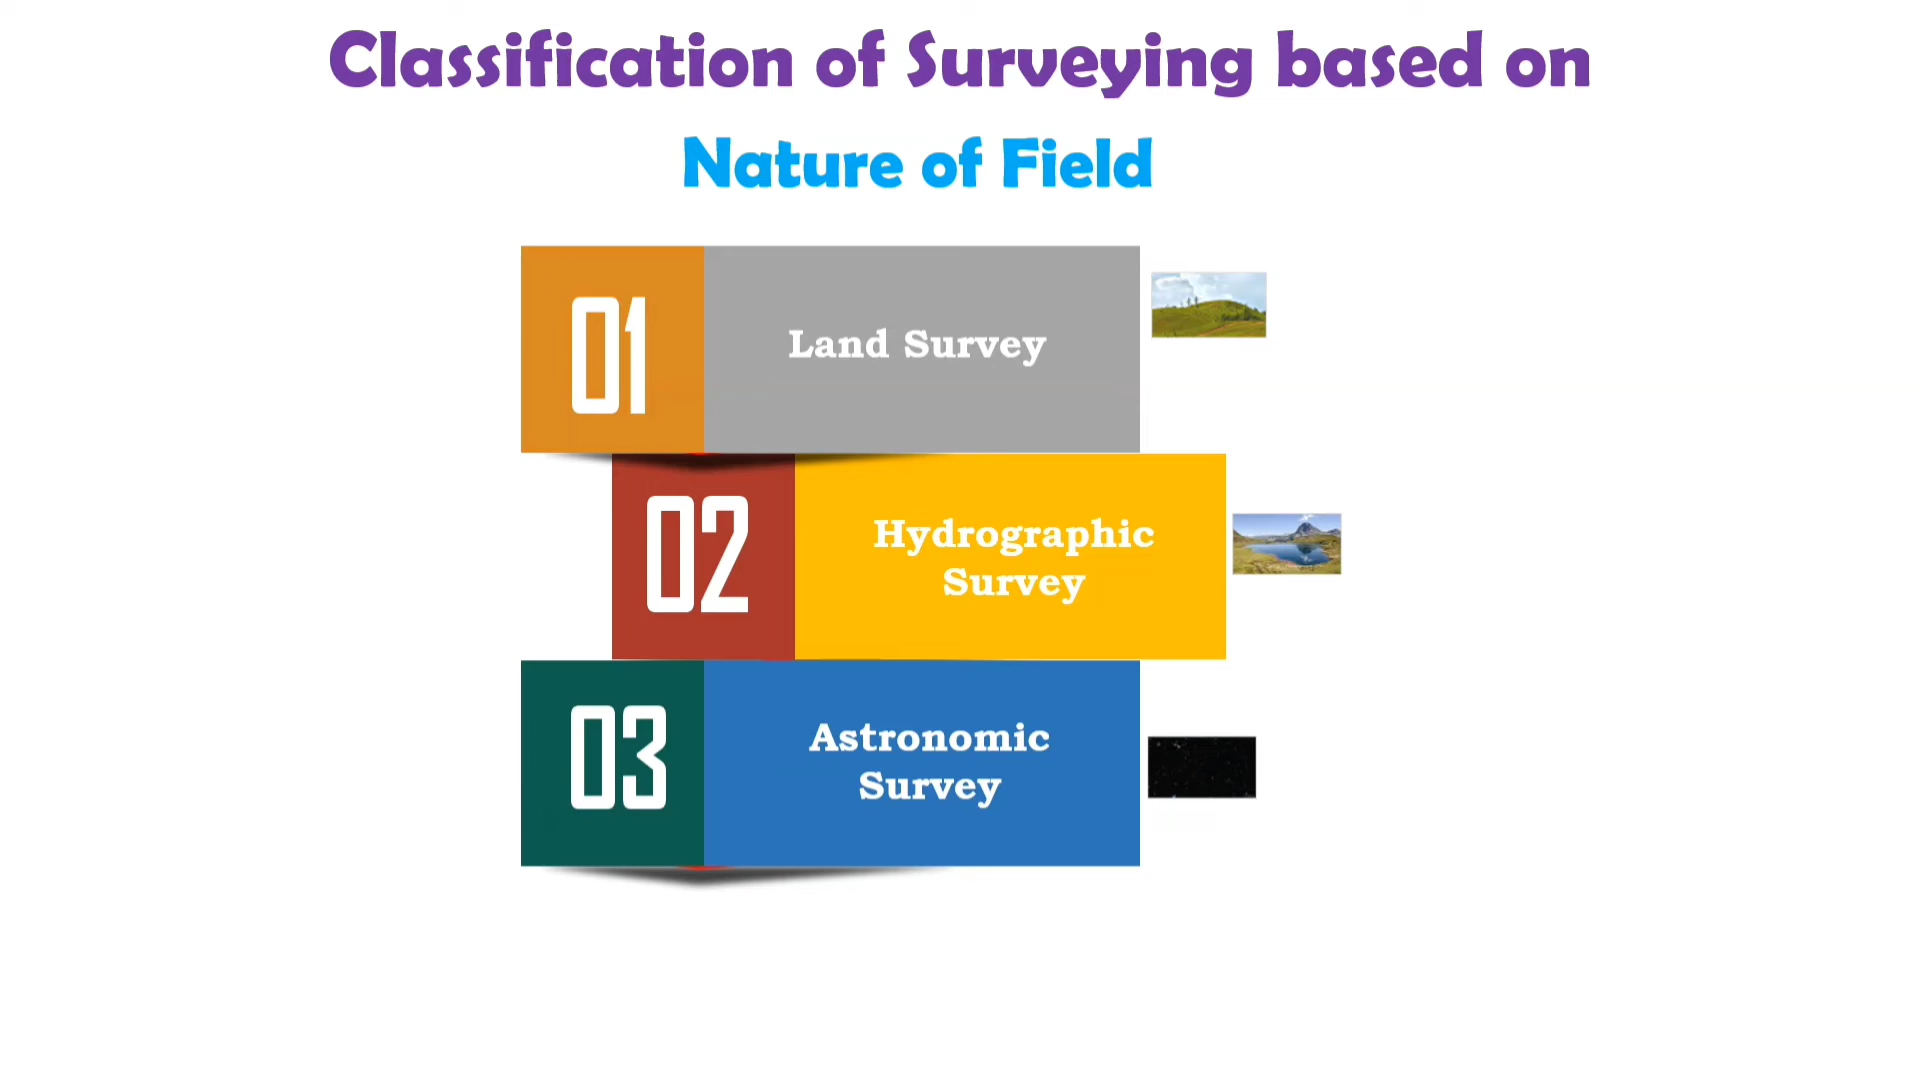 Classification of Surveying based on
Nature of Field
01
Land Survey
02
Hydrographic
Survey
03
Astronomic
Survey